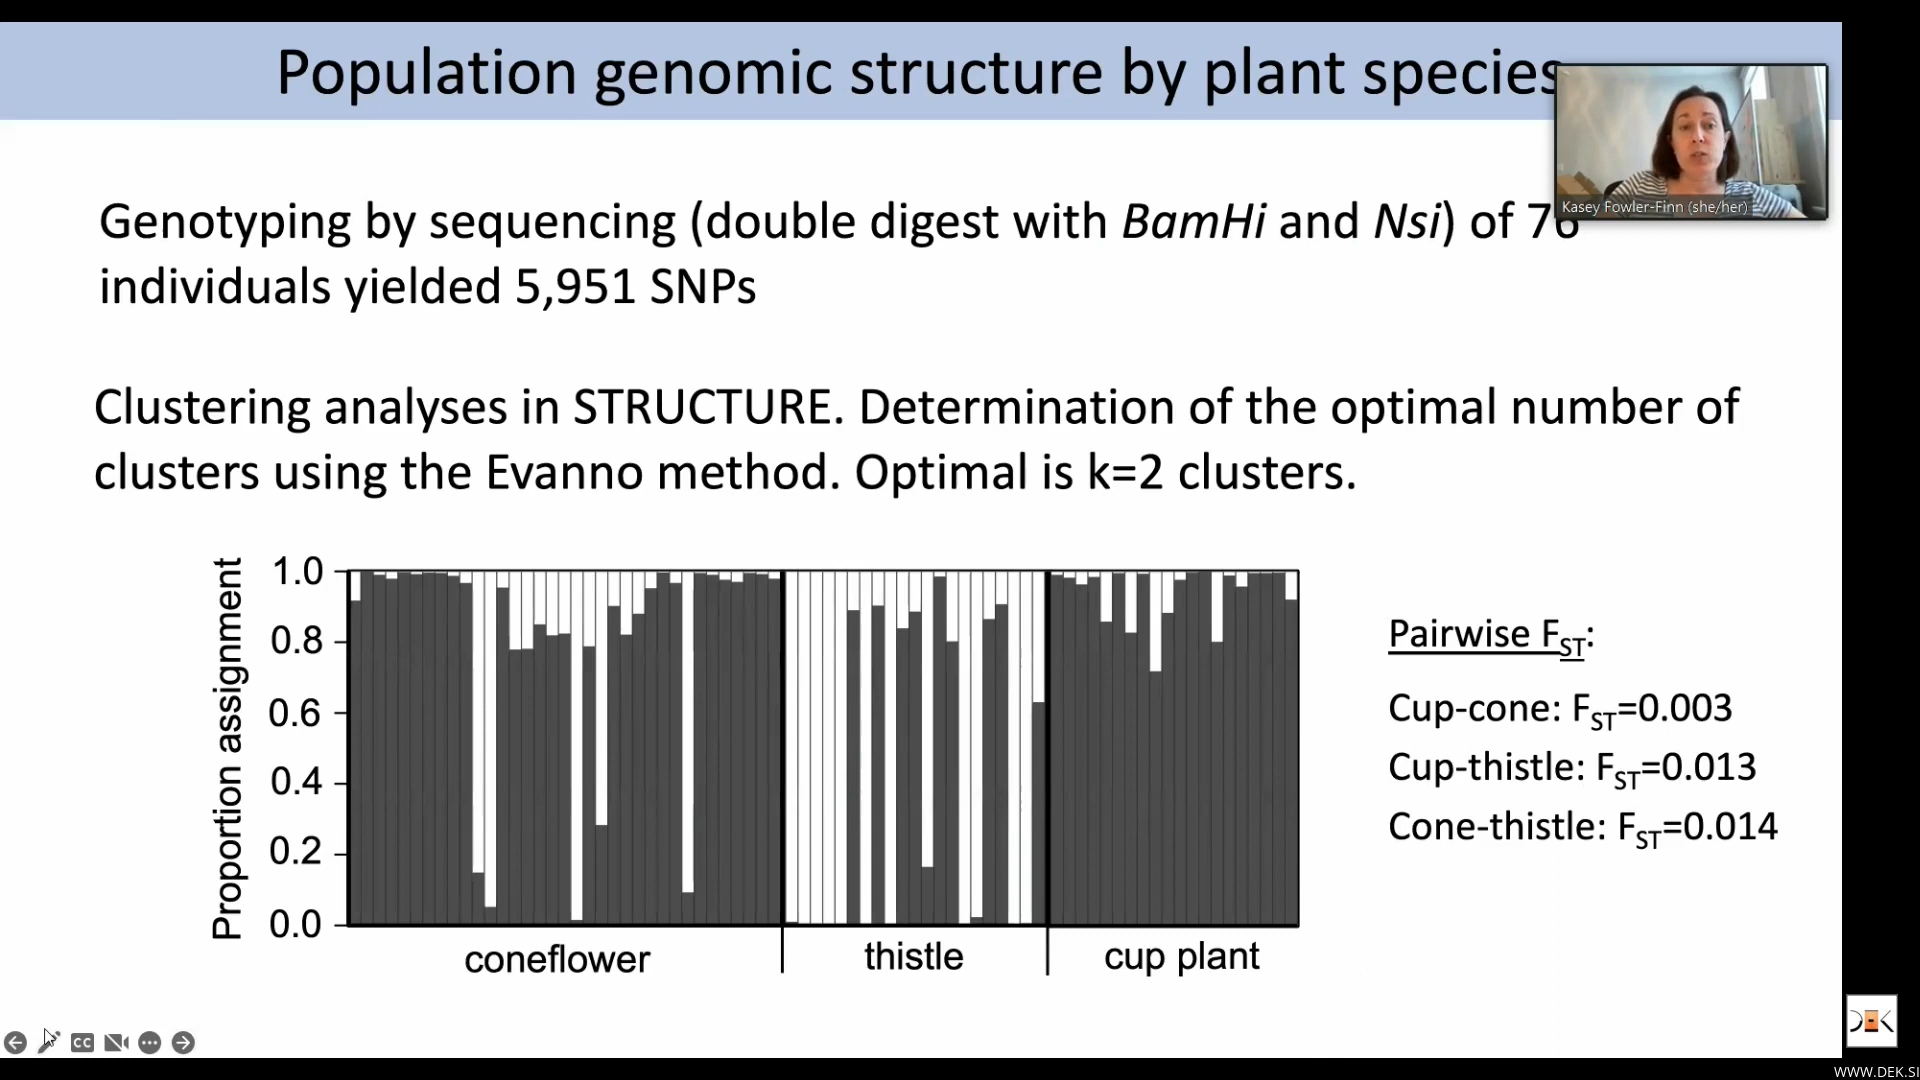 Population genomic structure by plant species
Kasey Fowler-Finn (she/her)
Genotyping by sequencing (double digest with BamHi and Nsi) of 76
individuals yielded 5,951 SNPs
Clustering analyses in STRUCTURE. Determination of the optimal number of
clusters using the Evanno method. Optimal is k=2 clusters.
Proportion assignment
1.0
0.8
0.6
0.4
0.2
0.0
coneflower
thistle
cup plant
Pairwise FST:
Cup-cone: FST=0.003
Cup-thistle: FST=0.013
Cone-thistle: FST=0.014
CC
WWW.DEK.SI